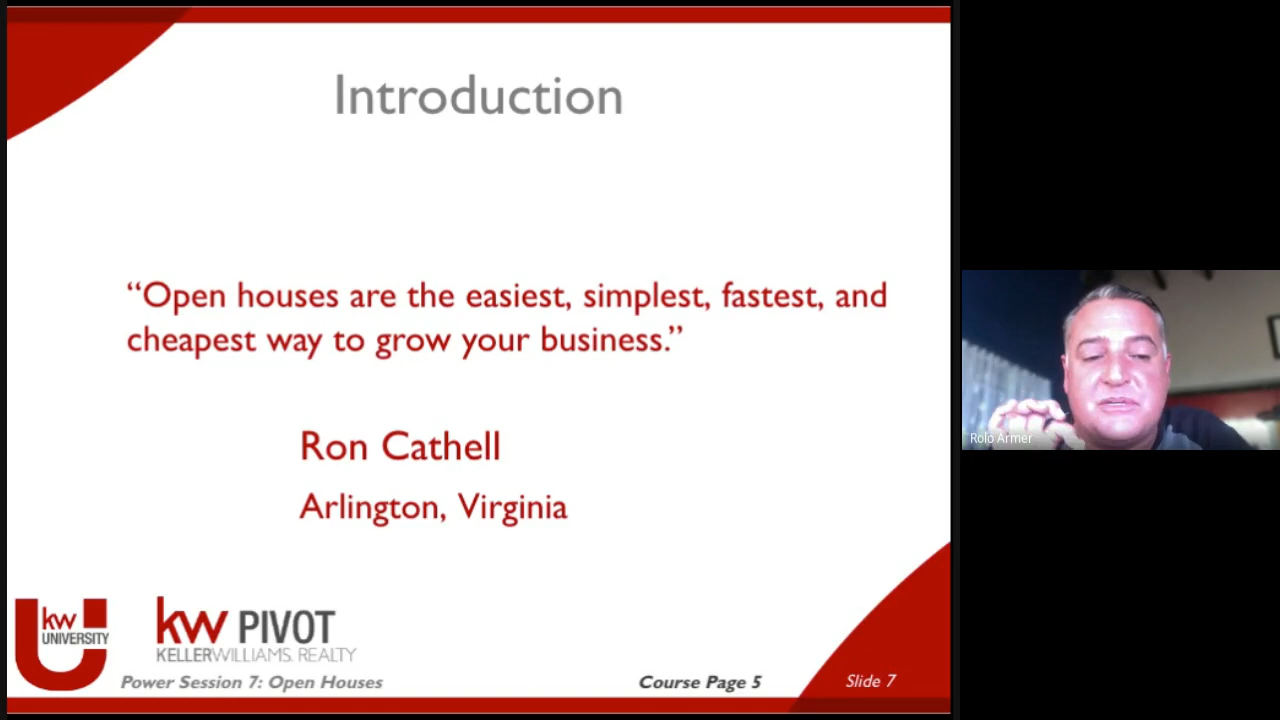 Introduction
“Open houses are the easiest, simplest, fastest, and
cheapest way to grow your business.”
Ron Cathell
Arlington, Virginia
kw
UNIVERSITY
kw PIVOT
KELLERWILLIAMS. REALTY
Power Session 7: Open Houses
Course Page 5
Slide 7
Rolo Armer